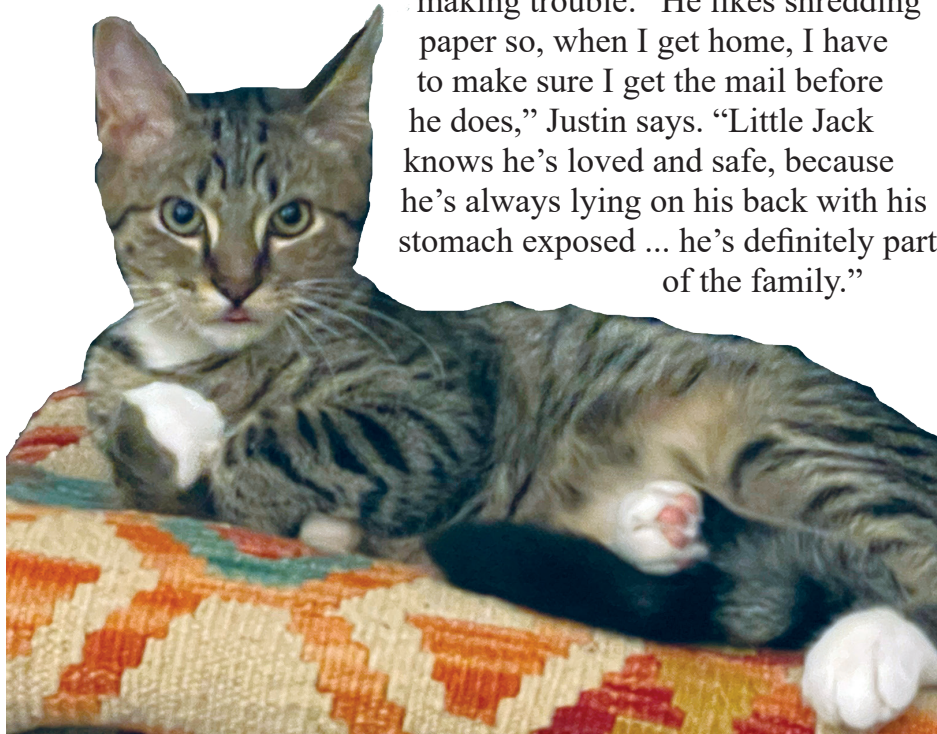 making trouble. “He likes shredding
paper so, when I get home, I have
to make sure I get the mail before
he does,” Justin says. “Little Jack
knows he’s loved and safe, because
he’s always lying on his back with his
stomach exposed ... he’s definitely part
of the family.”